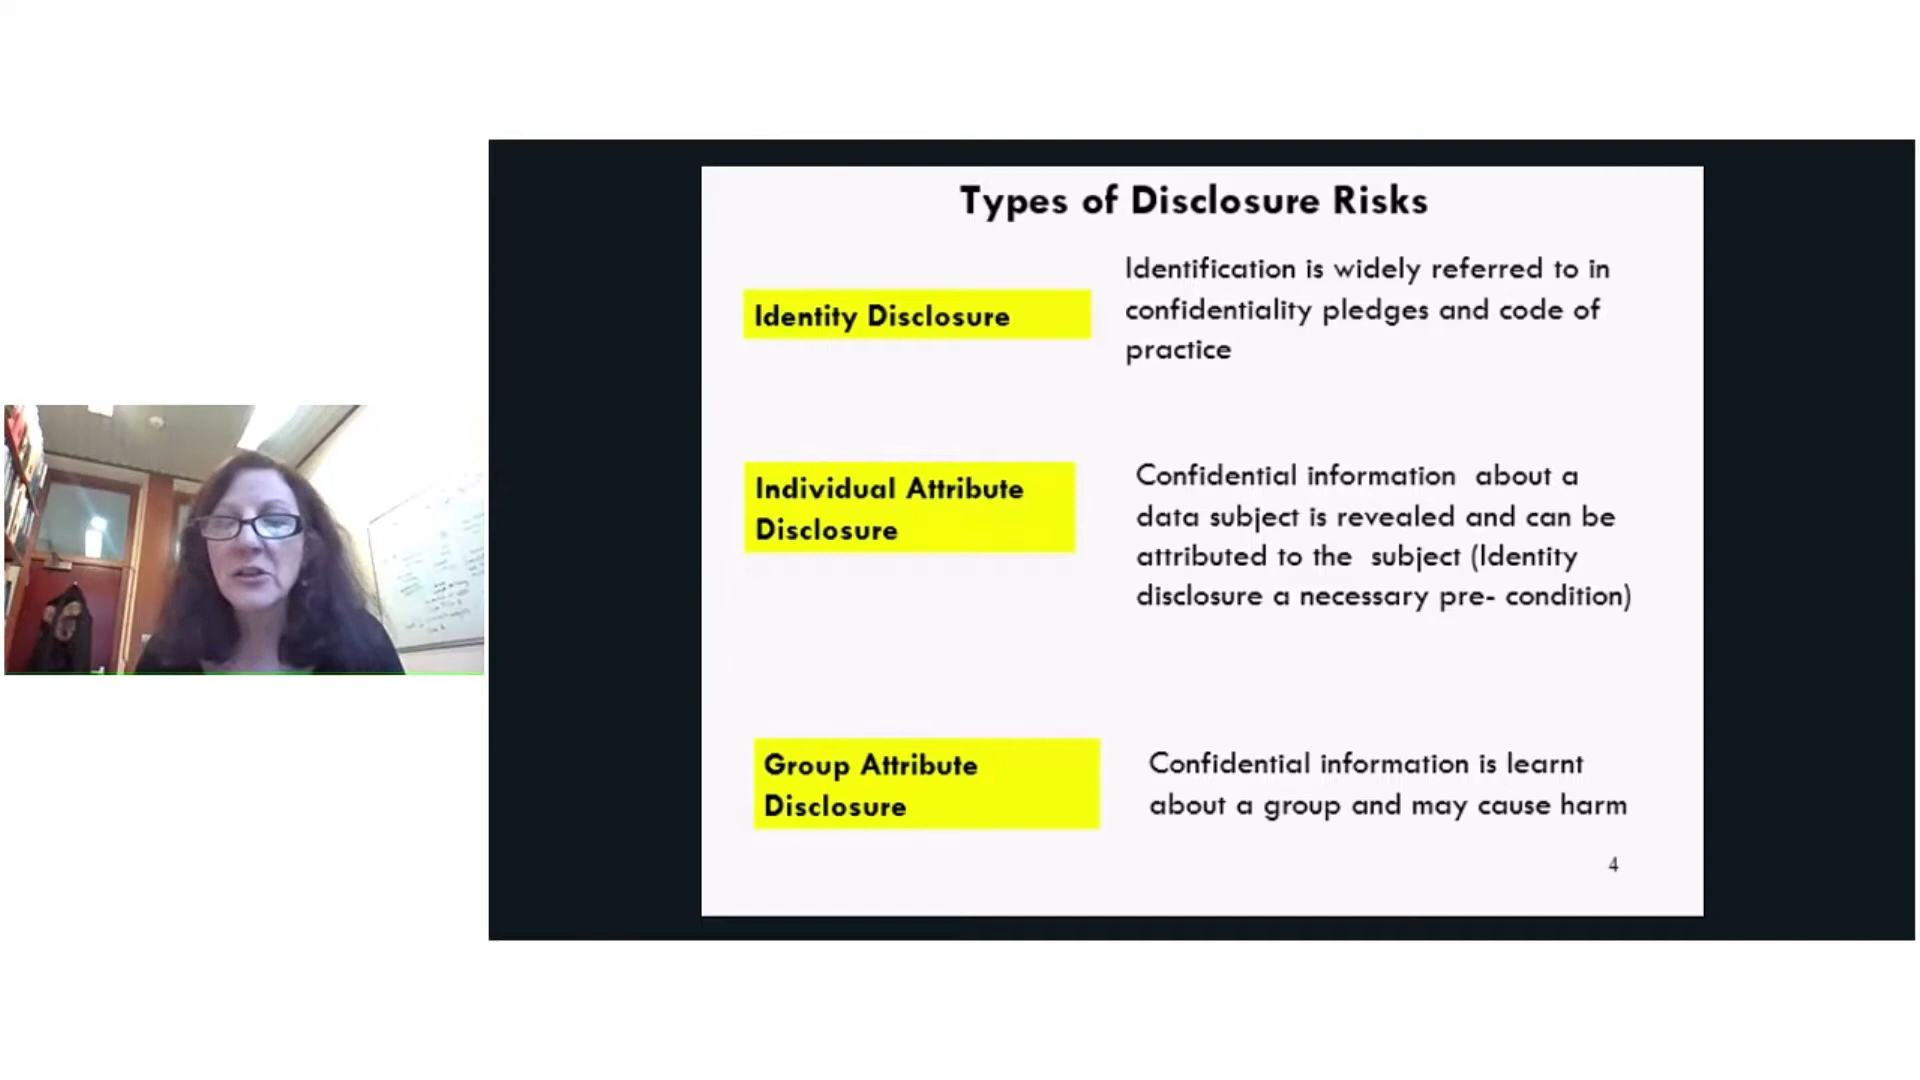 Types of Disclosure Risks
Identity Disclosure
Identification is widely referred to in
confidentiality pledges and code of
practice
Individual Attribute
Disclosure
Confidential information about a
data subject is revealed and can be
attributed to the subject (Identity
disclosure a necessary pre- condition)
Group Attribute
Disclosure
Confidential information is learnt
about a group and may cause harm
4